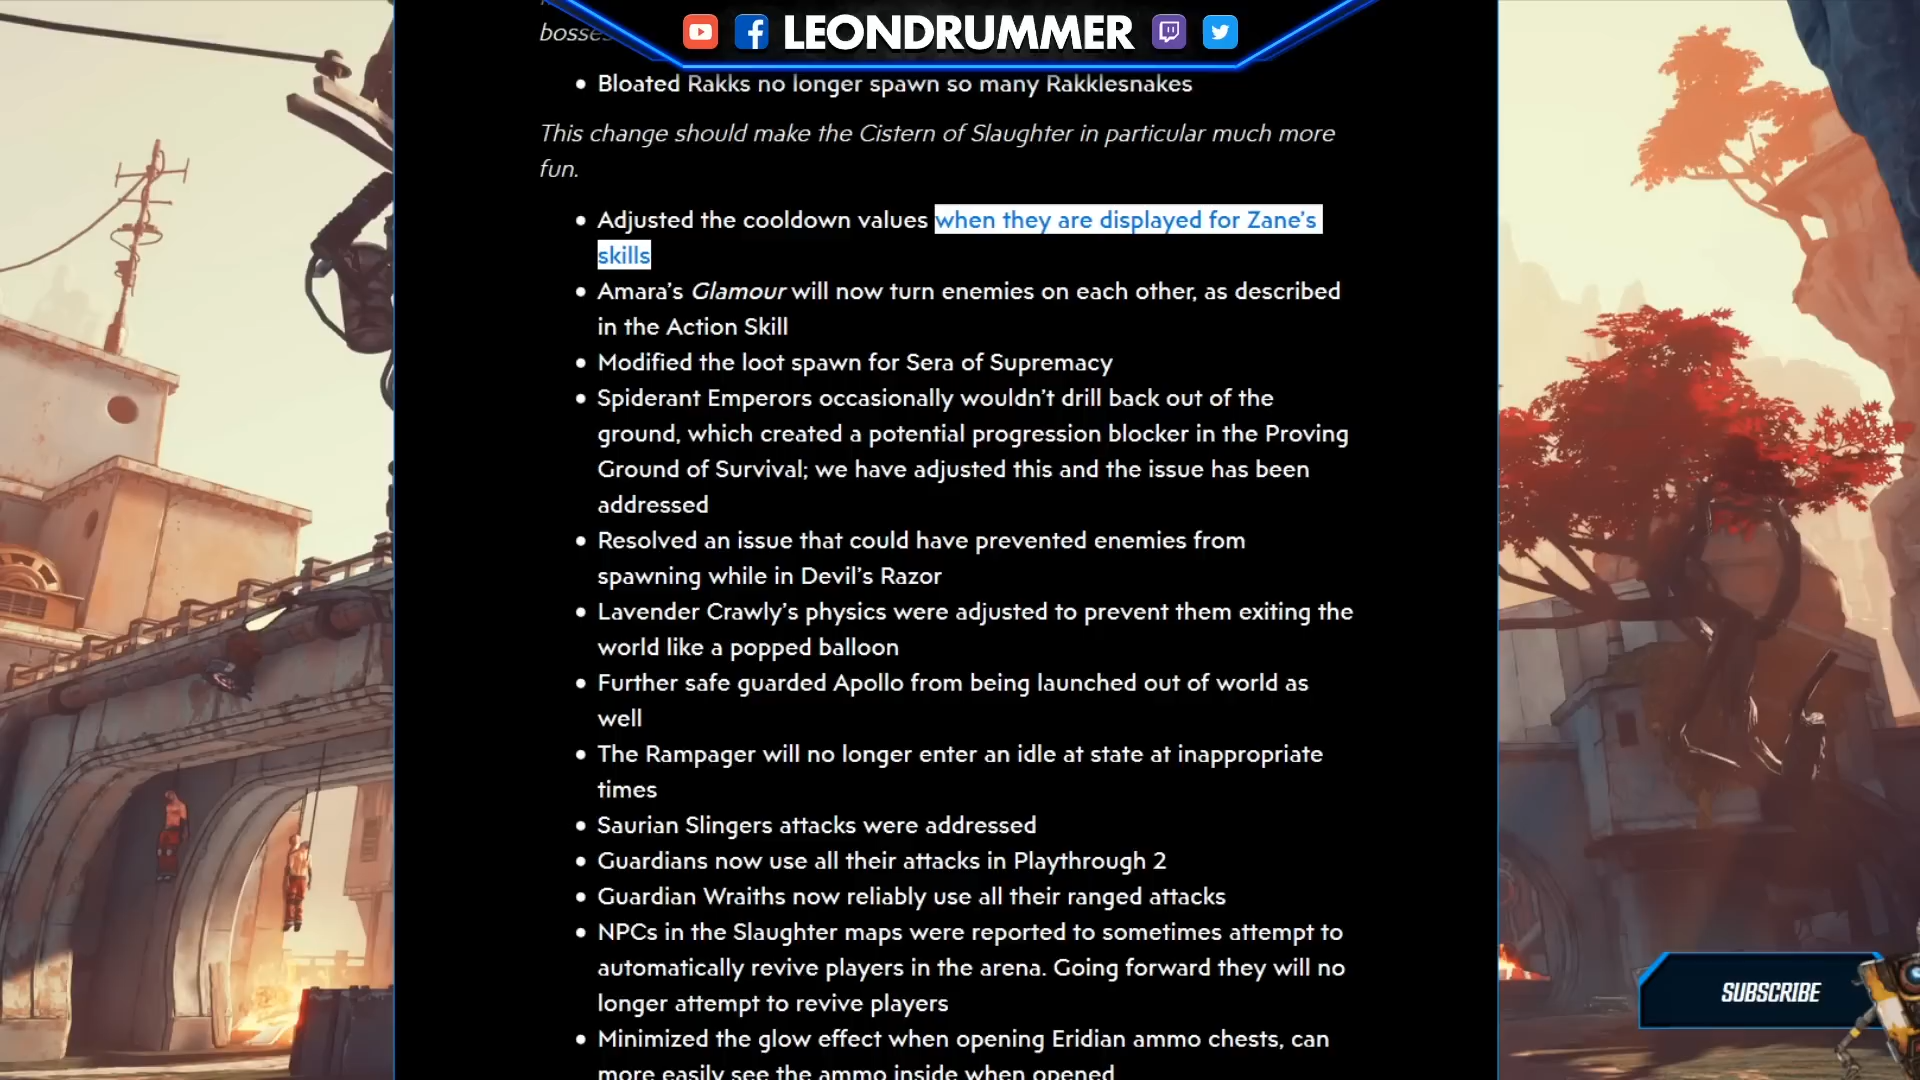 LEONDRUMMER
bosses
Bloated Rakks no longer spawn so many Rakklesnakes
This change should make the Cistern of Slaughter in particular much more
fun.
Adjusted the cooldown values when they are displayed for Zane's
skills
Amara's Glamour will now turn enemies on each other, as described
in the Action Skill
Modified the loot spawn for Sera of Supremacy
Spiderant Emperors occasionally wouldn't drill back out of the
ground, which created a potential progression blocker in the Proving
Ground of Survival; we have adjusted this and the issue has been
addressed
Resolved an issue that could have prevented enemies from
spawning while in Devil's Razor
Lavender Crawly's physics were adjusted to prevent them exiting the
world like a popped balloon
Further safe guarded Apollo from being launched out of world as
well
The Rampager will no longer enter an idle at state at inappropriate
times
Saurian Slingers attacks were addressed
Guardians now use all their attacks in Playthrough 2
Guardian Wraiths now reliably use all their ranged attacks
NPCs in the Slaughter maps were reported to sometimes attempt to
automatically revive players in the arena. Going forward they will no
longer attempt to revive players
Minimized the glow effect when opening Eridian ammo chests, can
more easily see the ammo inside when opened
SUBSCRIBE